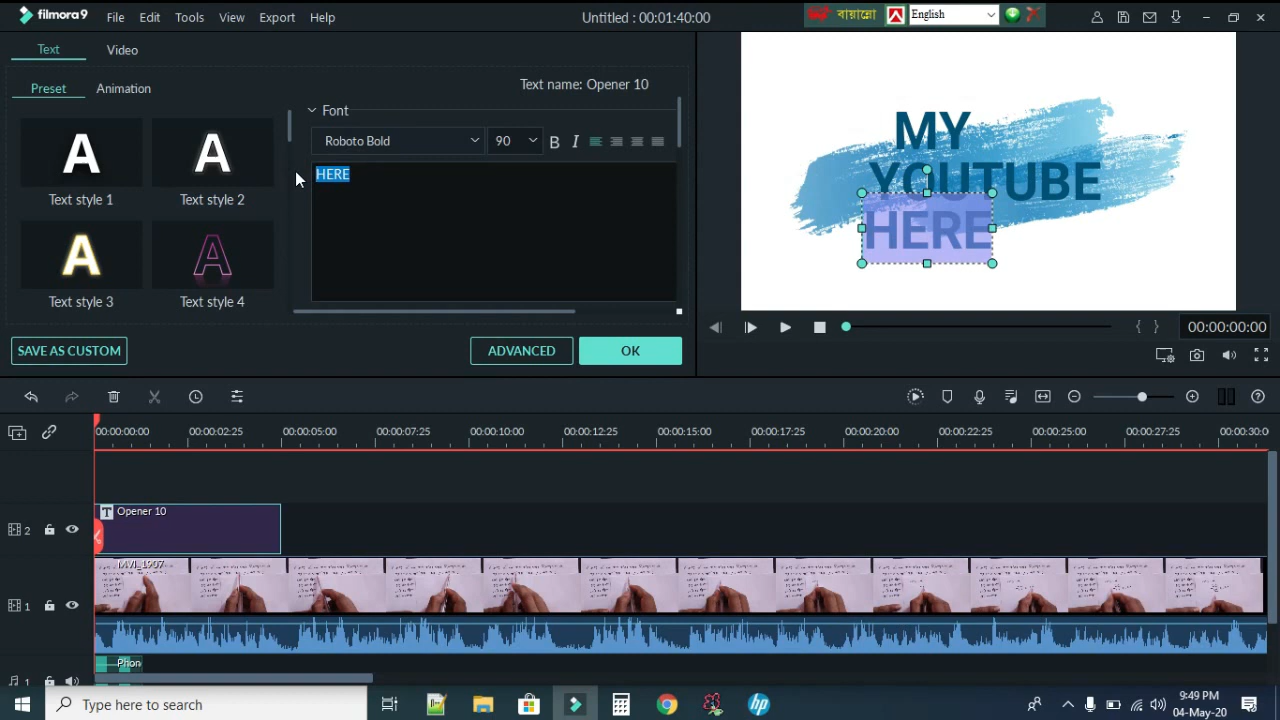 filmora9
File
Edit
Tools
View
Export
Help
Untitled : 00:01:40:00
বায়ান্নো
English
Text
Video
Preset
Animation
Text name: Opener 10
Font
Roboto Bold
90
B
I
HERE
A
Text style 1
A
Text style 2
A
Text style 3
A
Text style 4
SAVE AS CUSTOM
ADVANCED
OK
MY
YOUTUBE
HERE
{ }
00:00:00:00
00:00:00:00
00:00:02:25
00:00:05:00
00:00:07:25
00:00:10:00
00:00:12:25
00:00:15:00
00:00:17:25
00:00:20:00
00:00:22:25
00:00:25:00
00:00:27:25
00:00:30:0
2
T Opener 10
MVI_1967
1
Phon
1
Type here to search
hp
9:49 PM
04-May-20